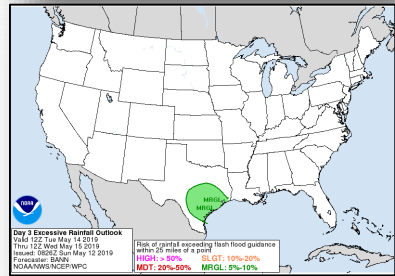 MRGL
MRGL
NOAA
Day 3 Excessive Rainfall Outlook
Valid 12Z Tue May 14 2019
Thru 12Z Wed May 15 2019
Issued: 0826Z Sun May 12 2019
Forecaster: BANN
NOAA/NWS/NCEP/WPC
Risk of rainfall exceeding flash flood guidance
within 25 miles of a point
HIGH: > 50% SLGT: 10%-20%
MDT: 20%-50% MRGL: 5%-10%